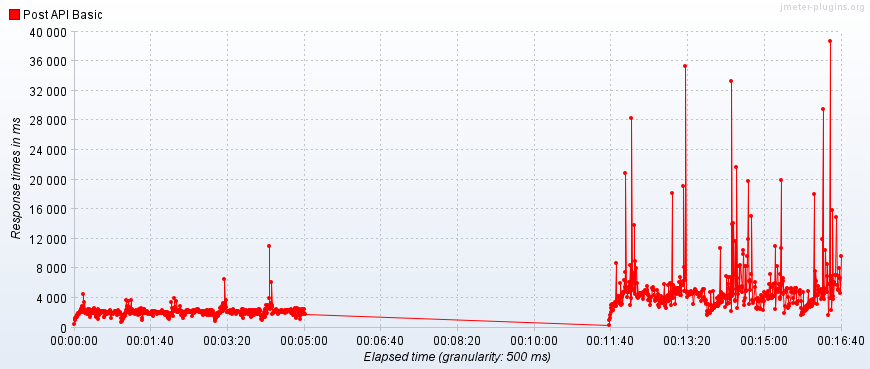 Post API Basic
jmeter-plugins.org
40 000
36 000
32 000
28 000
24 000
20 000
16 000
12 000
8 000
4 000
0
Response times in ms
00:00:00 00:01:40 00:03:20 00:05:00 00:06:40 00:08:20 00:10:00 00:11:40 00:13:20 00:15:00 00:16:40
Elapsed time (granularity: 500 ms)